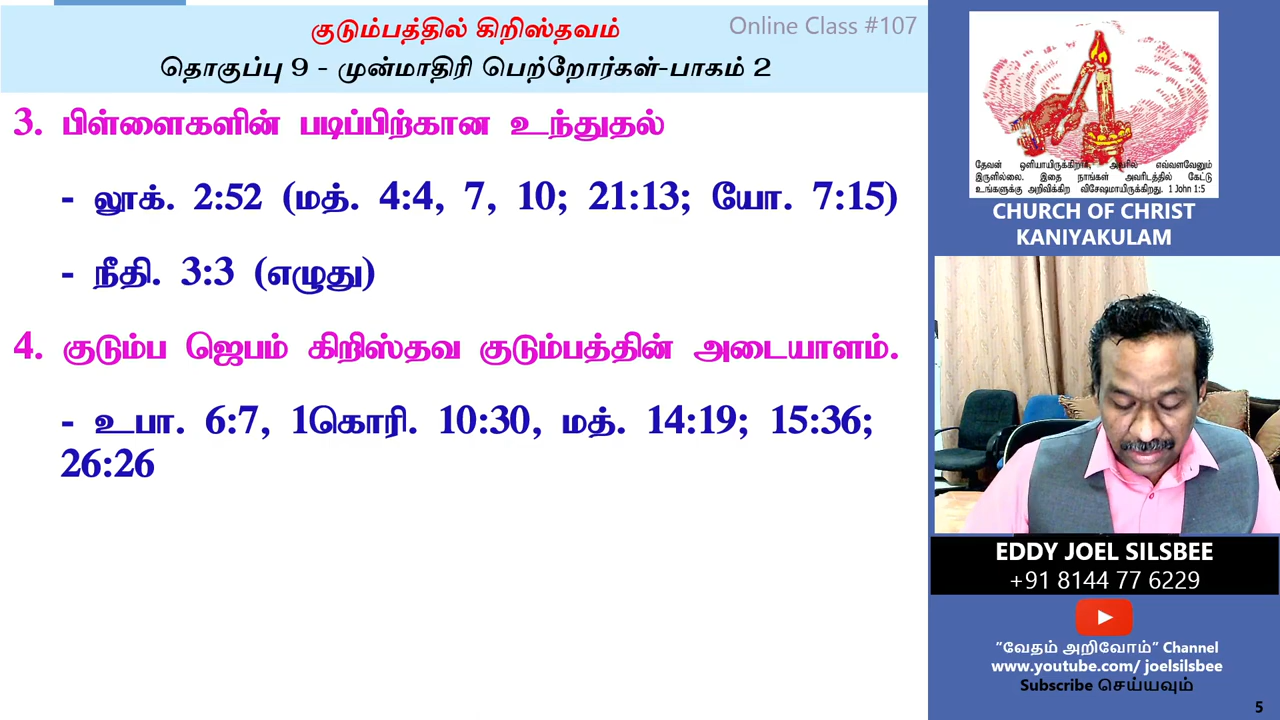 குடும்பத்தில் கிறிஸ்தவம்
Online Class #107
தொகுப்பு 9 - முன்மாதிரி பெற்றோர்கள்-பாகம் 2
3. பிள்ளைகளின் படிப்பிற்கான உந்துதல்
- லூக். 2:52 (மத். 4:4, 7, 10; 21:13; யோ. 7:15)
- நீதி. 3:3 (எழுது)
4. குடும்ப ஜெபம் கிறிஸ்தவ குடும்பத்தின் அடையாளம்.
- உபா. 6:7, 1கொரி. 10:30, மத். 14:19; 15:36;
26:26
தேவன் ஒளியாயிருக்கிறார், அவரில் எவ்வளவேனும்
இருளில்லை. இதை நாங்கள் அவரிடத்தில் கேட்டு
உங்களுக்கு அறிவிக்கிற விசேஷமாயிருக்கிறது. 1 John 1:5
CHURCH OF CHRIST
KANIYAKULAM
EDDY JOEL SILSBEE
+91 8144 77 6229
"வேதம் அறிவோம்" Channel
www.youtube.com/ joelsilsbee
Subscribe செய்யவும்
5